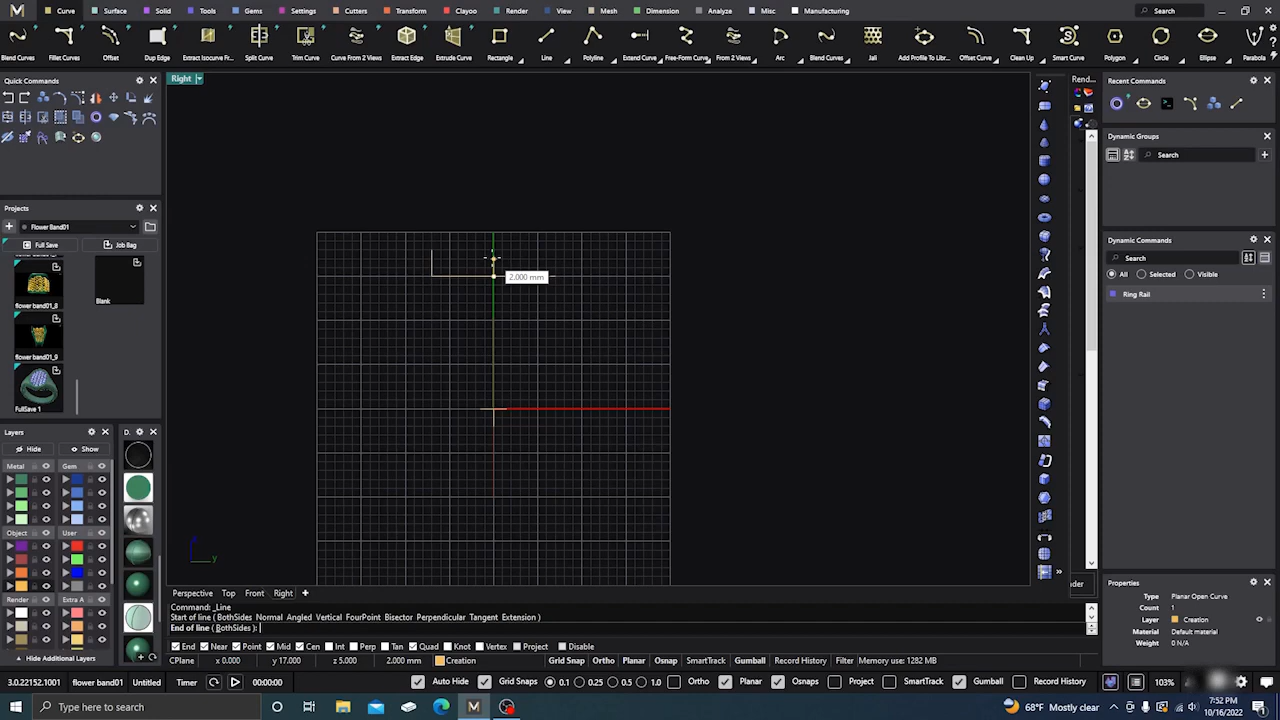 Curve Surface Solid Tools Gems Settings Cutters Transform Clayoo Render View Mesh Dimension Analyze Misc Manufacturing Search
Blend Curves Fillet Curves Offset Dup Edge Extract Isocurve Fr... Split Curve Trim Curve Curve From 2 Views Extract Edge Extrude Curve Rectangle Line Polyline Extend Curve Free-Form Curve From 2 Views Arc Blend Curves Jali Add Profile To Libr... Offset Curve Clean Up Smart Curve Polygon Circle Ellipse Parabola
Quick Commands
Right
Rend...
Recent Commands
Dynamic Groups
Search
Projects
Flower Band01
Full Save Job Bag
flower band01_8
Blank
flower band01_9
FullSave 1
Dynamic Commands
Search
All Selected Visible
Ring Rail
2.000 mm
Layers
D.
Hide Show
Metal Gem
Object User
Render Extra A
Hide Additional Layers
y
Perspective Top Front Right
der
Command: _Line
Start of line ( BothSides Normal Angled Vertical FourPoint Bisector Perpendicular Tangent Extension )
End of line ( BothSides ):
End Near Point Mid Cen Int Perp Tan Quad Knot Vertex Project Disable
CPlane x 0.000 y 17.000 z 5.000 2.000 mm Creation Grid Snap Ortho Planar Osnap SmartTrack Gumball Record History Filter Memory use: 1282 MB
Properties
Type Planar Open Curve
Count 1
Layer Creation
Material Default material
Weight 0 N/A
3.0.22152.1001 flower band01 Untitled Timer 00:00:00 Auto Hide Grid Snaps 0.1 0.25 0.5 1.0 Ortho Planar Osnaps Project SmartTrack Gumball Record History 103%
Type here to search
68°F Mostly clear
7:52 PM
10/16/2022